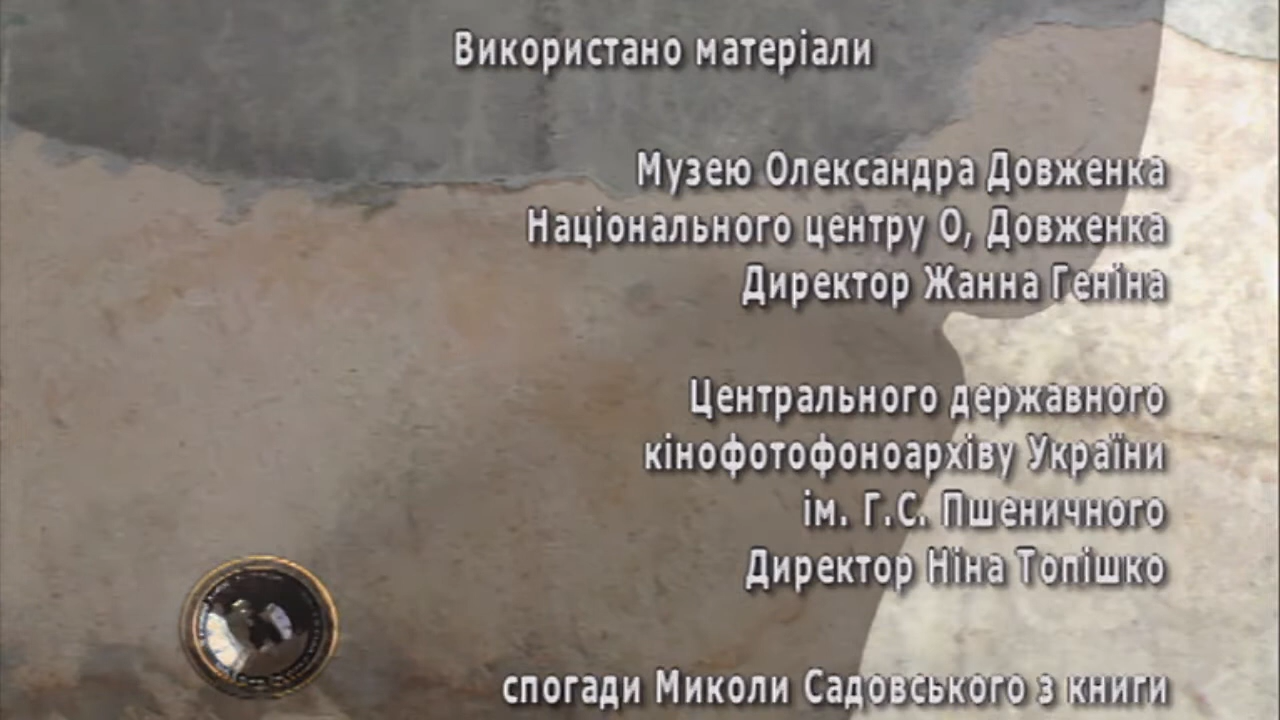 Використано матеріали
Музею Олександра Довженка
Національного центру О, Довженка
Директор Жанна Геніна
Центрального державного
кінофотофоноархіву України
ім. Г.С. Пшеничного
Директор Ніна Топішко
спогади Миколи Садовського з книги